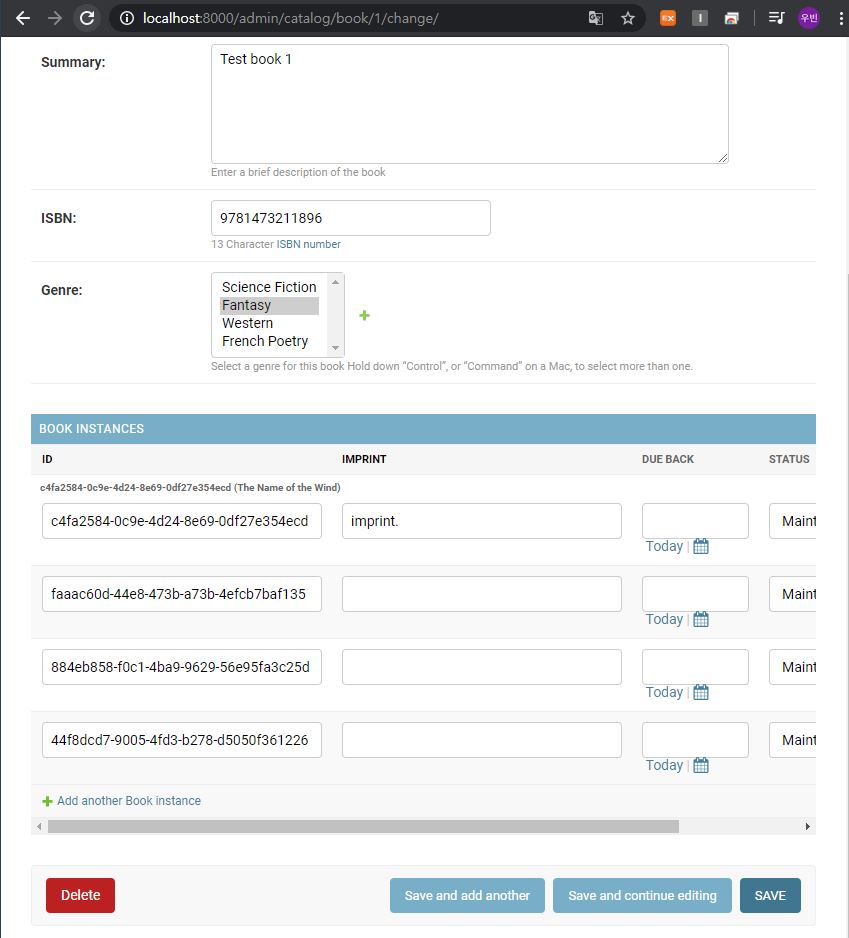 localhost:8000/admin/catalog/book/1/change/
EX
I
우빈
Summary:
Test book 1
Enter a brief description of the book
ISBN:
9781473211896
13 Character ISBN number
Genre:
Science Fiction
Fantasy
Western
French Poetry
Select a genre for this book Hold down “Control”, or “Command” on a Mac, to select more than one.
BOOK INSTANCES
ID IMPRINT DUE BACK STATUS
c4fa2584-0c9e-4d24-8e69-0df27e354ecd (The Name of the Wind)
c4fa2584-0c9e-4d24-8e69-0df27e354ecd imprint. Maint
Today |
faaac60d-44e8-473b-a73b-4efcb7baf135 Maint
Today |
884eb858-f0c1-4ba9-9629-56e95fa3c25d Maint
Today |
44f8dcd7-9005-4fd3-b278-d5050f361226 Maint
Today |
Add another Book instance
Delete Save and add another Save and continue editing SAVE